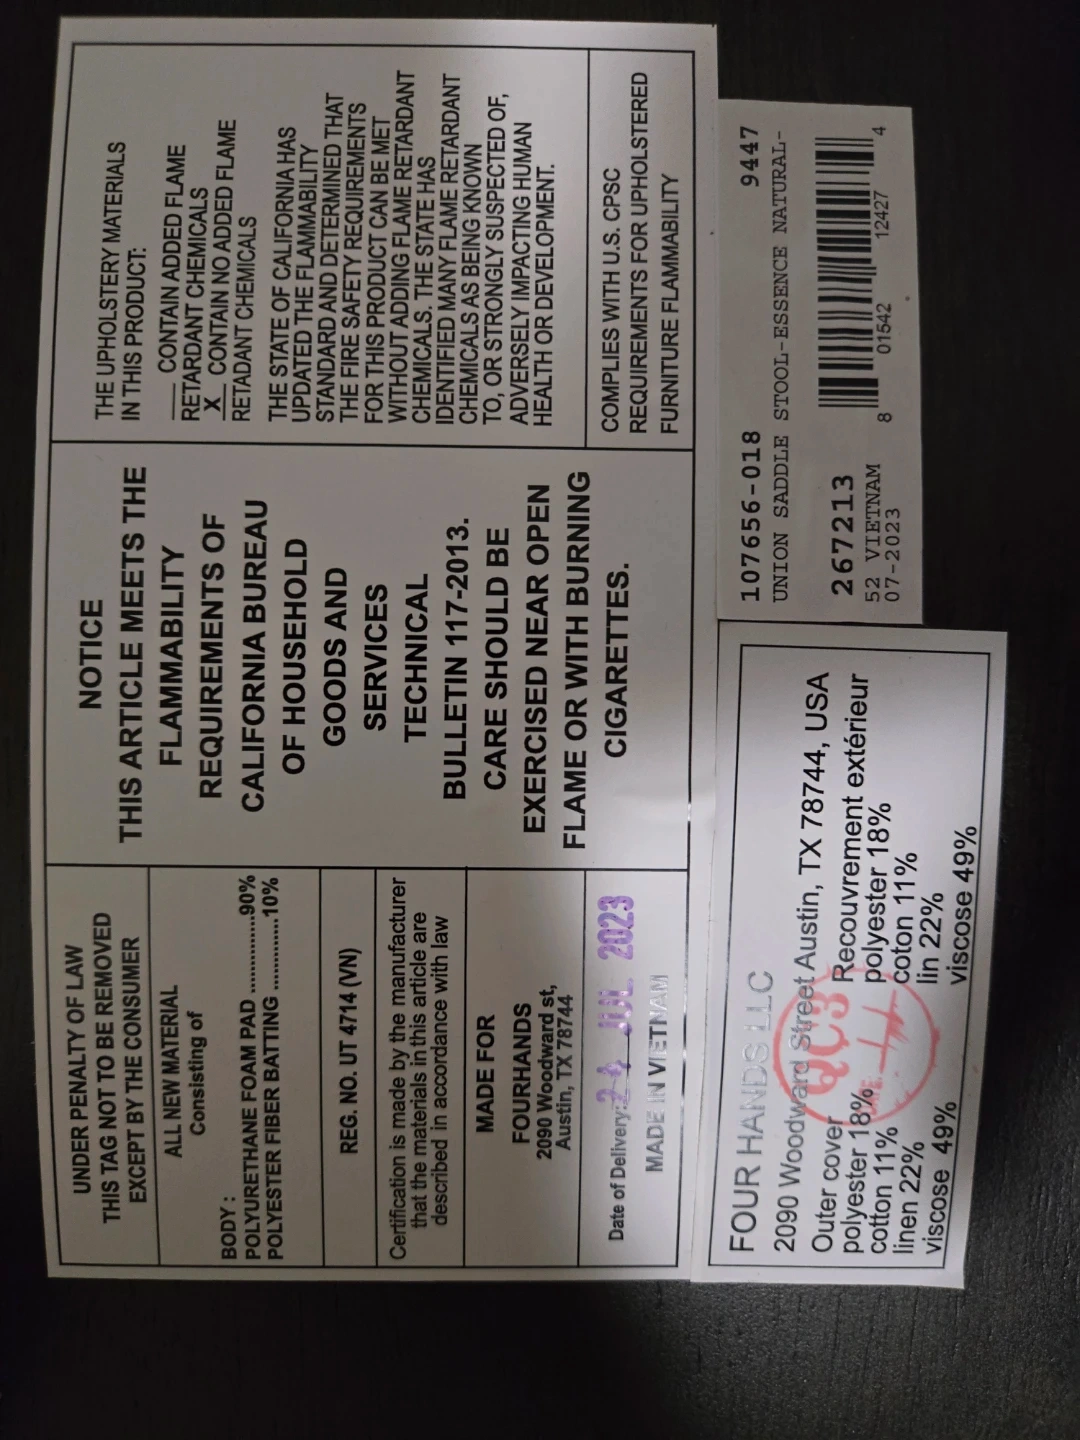 UNDER PENALTY OF LAW
THIS TAG NOT TO BE REMOVED
EXCEPT BY THE CONSUMER
ALL NEW MATERIAL
Consisting of
BODY :
POLYURETHANE FOAM PAD ..............90%
POLYESTER FIBER BATTING ..............10%
REG. NO. UT 4714 (VN)
Certification is made by the manufacturer
that the materials in this article are
described in accordance with law
MADE FOR
FOURHANDS
2090 Woodward st,
Austin, TX 78744
Date of Delivery: 24 JUL 2023
MADE IN VIETNAM
NOTICE
THIS ARTICLE MEETS THE
FLAMMABILITY
REQUIREMENTS OF
CALIFORNIA BUREAU
OF HOUSEHOLD
GOODS AND
SERVICES
TECHNICAL
BULLETIN 117-2013.
CARE SHOULD BE
EXERCISED NEAR OPEN
FLAME OR WITH BURNING
CIGARETTES.
THE UPHOLSTERY MATERIALS
IN THIS PRODUCT:
___ CONTAIN ADDED FLAME
RETARDANT CHEMICALS
_X_ CONTAIN NO ADDED FLAME
RETADANT CHEMICALS
THE STATE OF CALIFORNIA HAS
UPDATED THE FLAMMABILITY
STANDARD AND DETERMINED THAT
THE FIRE SAFETY REQUIREMENTS
FOR THIS PRODUCT CAN BE MET
WITHOUT ADDING FLAME RETARDANT
CHEMICALS. THE STATE HAS
IDENTIFIED MANY FLAME RETARDANT
CHEMICALS AS BEING KNOWN
TO, OR STRONGLY SUSPECTED OF,
ADVERSELY IMPACTING HUMAN
HEALTH OR DEVELOPMENT.
COMPLIES WITH U.S. CPSC
REQUIREMENTS FOR UPHOLSTERED
FURNITURE FLAMMABILITY
FOUR HANDS LLC
2090 Woodward Street Austin, TX 78744, USA
Outer cover
polyester 18%
cotton 11%
linen 22%
viscose 49%
Recouvrement extérieur
polyester 18%
coton 11%
lin 22%
viscose 49%
QC3
107656-018 9447
UNION SADDLE STOOL-ESSENCE NATURAL-
267213
52 VIETNAM
07-2023
8 01542 12427 4